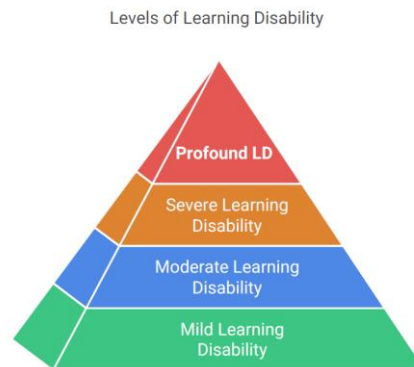 Levels of Learning Disability
Profound LD
Severe Learning
Disability
Moderate Learning
Disability
Mild Learning
Disability